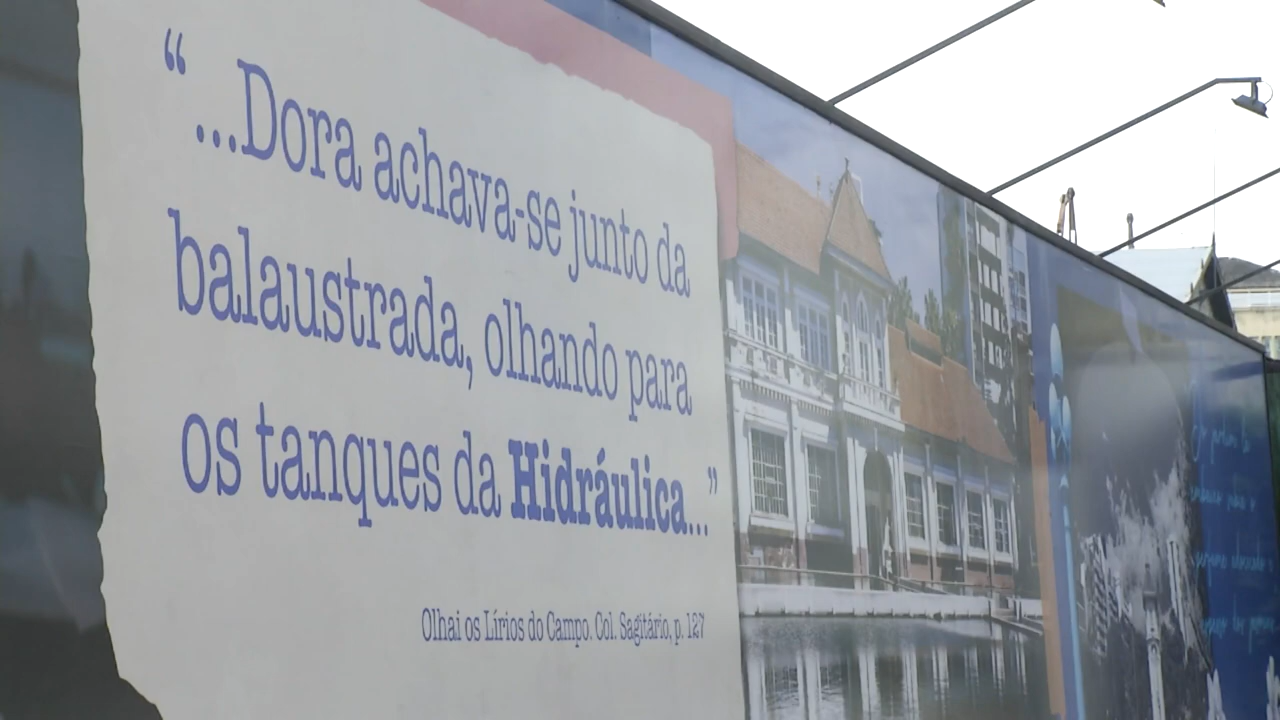 “...Dora achava-se junto da
balaustrada, olhando para
os tanques da Hidráulica...”
Olhai os Lírios do Campo. Col. Sagitário, p. 127